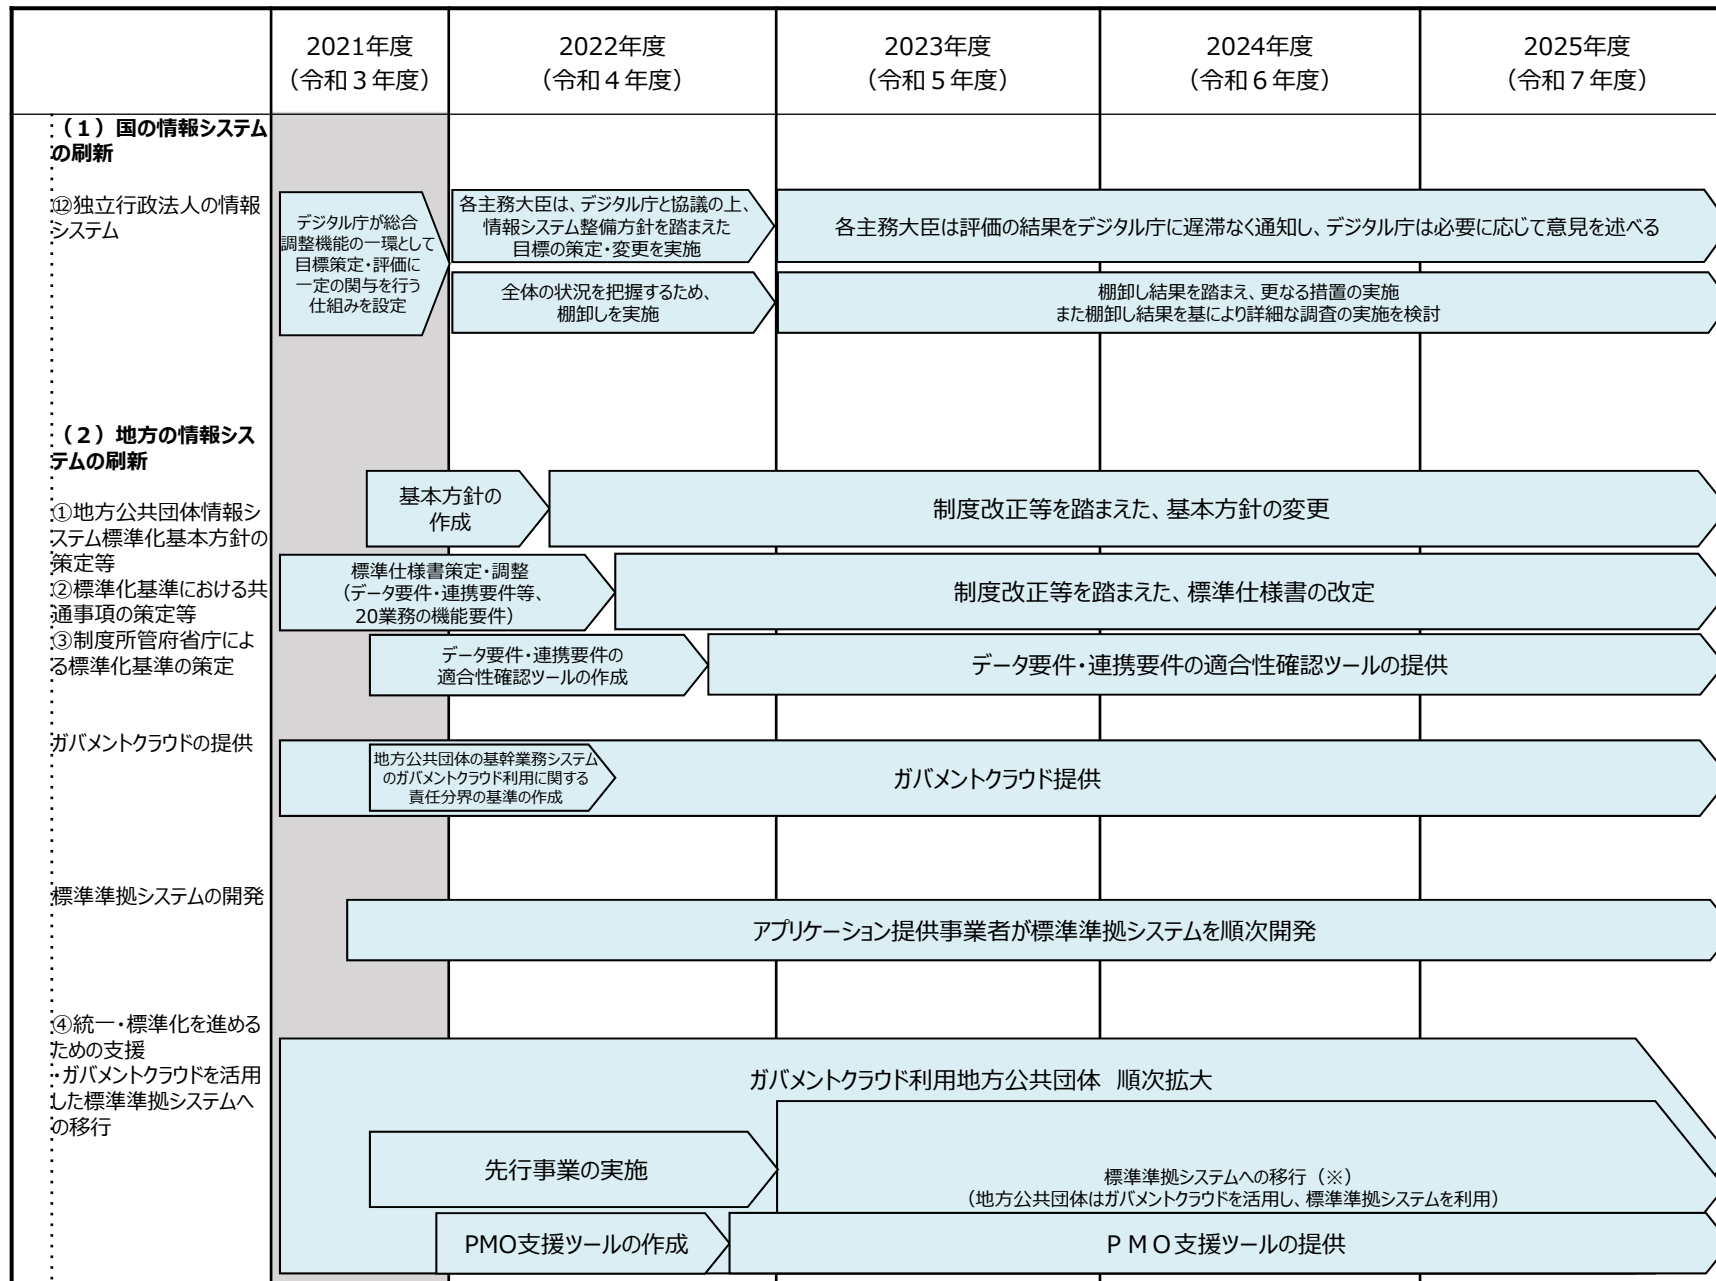 2021年度
（令和３年度）
2022年度
（令和４年度）
2023年度
（令和５年度）
2024年度
（令和６年度）
2025年度
（令和７年度）
（１）国の情報システム
の刷新
⑫独立行政法人の情報
システム
デジタル庁が総合
調整機能の一環として
目標策定・評価に
一定の関与を行う
仕組みを設定
各主務大臣は、デジタル庁と協議の上、
情報システム整備方針を踏まえた
目標の策定・変更を実施
各主務大臣は評価の結果をデジタル庁に遅滞なく通知し、デジタル庁は必要に応じて意見を述べる
全体の状況を把握するため、
棚卸しを実施
棚卸し結果を踏まえ、更なる措置の実施
また棚卸し結果を基により詳細な調査の実施を検討
（２）地方の情報シス
テムの刷新
①地方公共団体情報シ
ステム標準化基本方針の
策定等
②標準化基準における共
通事項の策定等
③制度所管府省庁によ
る標準化基準の策定
基本方針の
作成
制度改正等を踏まえた、基本方針の変更
標準仕様書策定・調整
（データ要件・連携要件等、
20業務の機能要件）
制度改正等を踏まえた、標準仕様書の改定
データ要件・連携要件の
適合性確認ツールの作成
データ要件・連携要件の適合性確認ツールの提供
ガバメントクラウドの提供
地方公共団体の基幹業務システム
のガバメントクラウド利用に関する
責任分界の基準の作成
ガバメントクラウド提供
標準準拠システムの開発
アプリケーション提供事業者が標準準拠システムを順次開発
④統一・標準化を進める
ための支援
・ガバメントクラウドを活用
した標準準拠システムへ
の移行
ガバメントクラウド利用地方公共団体　順次拡大
先行事業の実施
標準準拠システムへの移行（※）
（地方公共団体はガバメントクラウドを活用し、標準準拠システムを利用）
PMO支援ツールの作成
ＰＭＯ支援ツールの提供